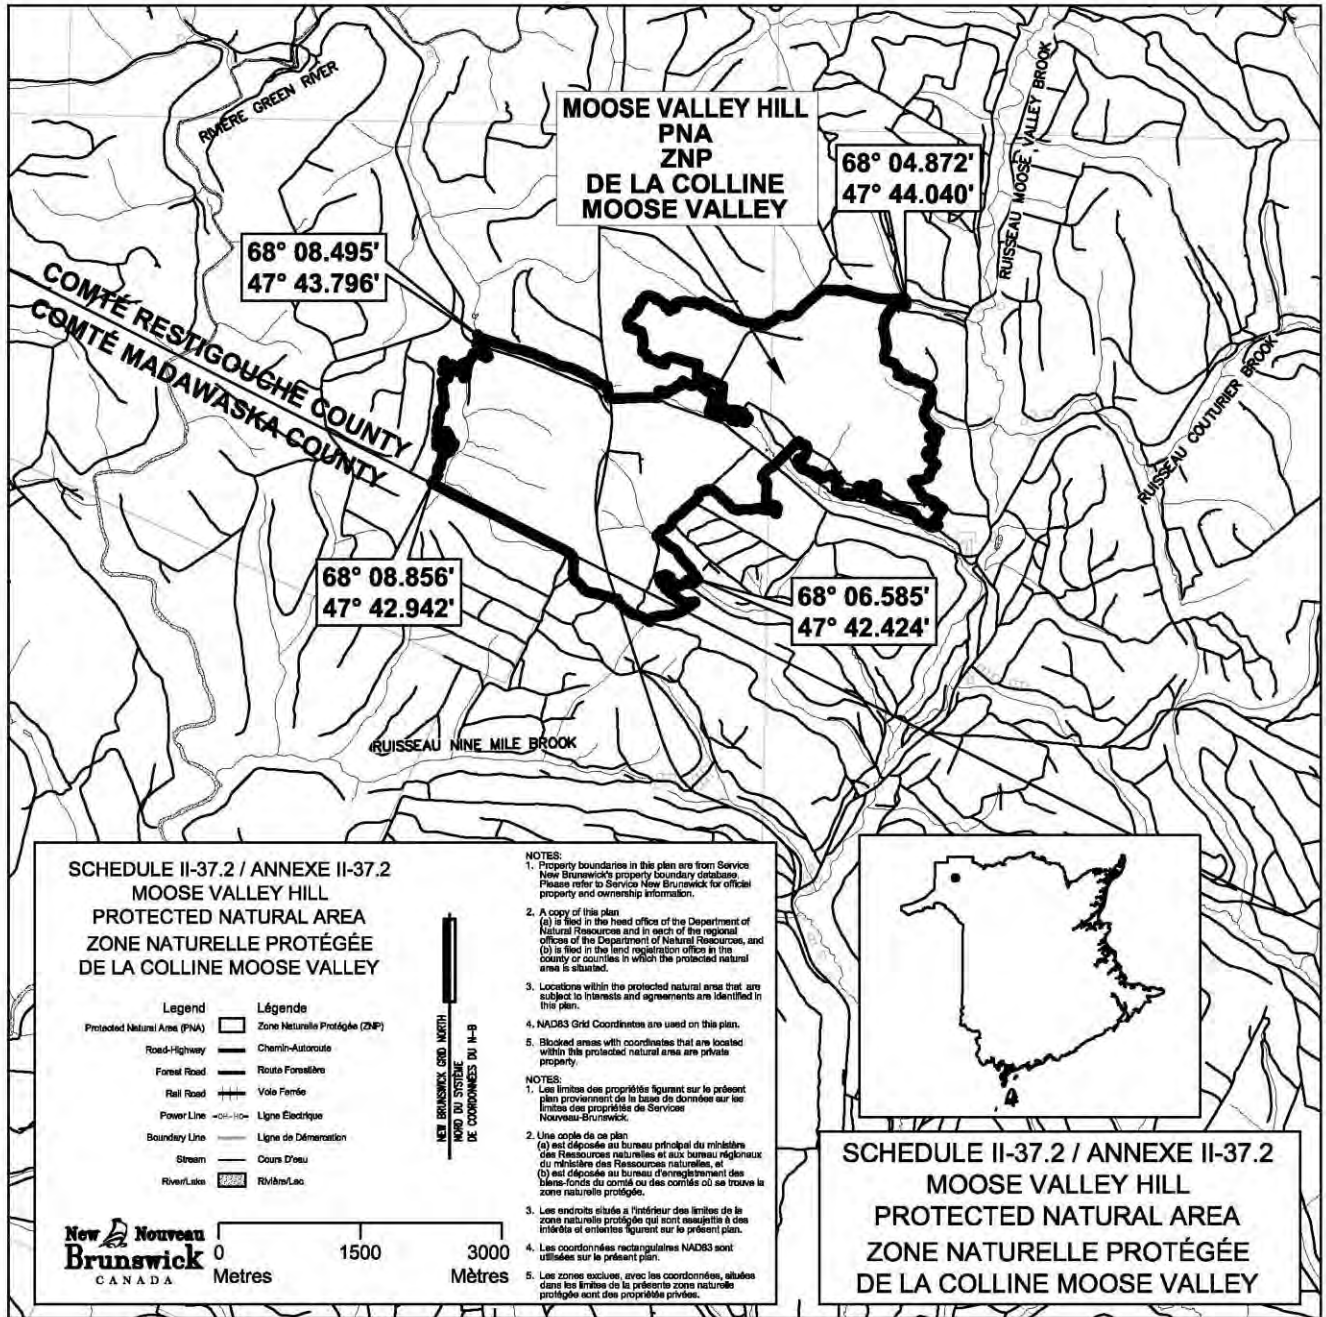 RIVIÈRE GREEN RIVER
MOOSE VALLEY HILL
PNA
ZNP
DE LA COLLINE
MOOSE VALLEY
68° 04.872'
47° 44.040'
RUISSEAU MOOSE VALLEY BROOK
68° 08.495'
47° 43.796'
COMTÉ RESTIGOUCHE COUNTY
COMTÉ MADAWASKA COUNTY
RUISSEAU COUTURIER BROOK
68° 08.856'
47° 42.942'
68° 06.585'
47° 42.424'
RUISSEAU NINE MILE BROOK
SCHEDULE II-37.2 / ANNEXE II-37.2
MOOSE VALLEY HILL
PROTECTED NATURAL AREA
ZONE NATURELLE PROTÉGÉE
DE LA COLLINE MOOSE VALLEY
Legend Légende
Protected Natural Area (PNA) Zone Naturelle Protégée (ZNP)
Road-Highway Chemin-Autoroute
Forest Road Route Forestière
Rail Road Voie Ferrée
Power Line Ligne Électrique
Boundary Line Ligne de Démarcation
Stream Cours D'eau
River/Lake Rivière/Lac
NEW BRUNSWICK GRID NORTH
NORD DU SYSTÈME
DE COORDONNÉES DU N-B
New Nouveau
Brunswick
CANADA
0 1500 3000
Metres Mètres
NOTES:
1. Property boundaries in this plan are from Service
New Brunswick's property boundary database.
Please refer to Service New Brunswick for official
property and ownership information.
2. A copy of this plan
(a) is filed in the head office of the Department of
Natural Resources and in each of the regional
offices of the Department of Natural Resources, and
(b) is filed in the land registration office in the
county or counties in which the protected natural
area is situated.
3. Locations within the protected natural area that are
subject to interests and agreements are identified in
this plan.
4. NAD83 Grid Coordinates are used on this plan.
5. Blocked areas with coordinates that are located
within this protected natural area are private
property.
NOTES:
1. Les limites des propriétés figurant sur le présent
plan proviennent de la base de données sur les
limites des propriétés de Services
Nouveau-Brunswick.
2. Une copie de ce plan
(a) est déposée au bureau principal du ministère
des Ressources naturelles et aux bureau régionaux
du ministère des Ressources naturelles, et
(b) est déposée au bureau d'enregistrement des
biens-fonds du comté ou des comtés où se trouve la
zone naturelle protégée.
3. Les endroits situés a l'intérieur des limites de la
zone naturelle protégée qui sont assujettis à des
intérêts et ententes figurent sur le présent plan.
4. Les coordonnées rectangulaires NAD83 sont
utilisées sur le présent plan.
5. Les zones exclues, avec les coordonnées, situées
dans les limites de la présente zone naturelle
protégée sont des propriétés privées.
SCHEDULE II-37.2 / ANNEXE II-37.2
MOOSE VALLEY HILL
PROTECTED NATURAL AREA
ZONE NATURELLE PROTÉGÉE
DE LA COLLINE MOOSE VALLEY